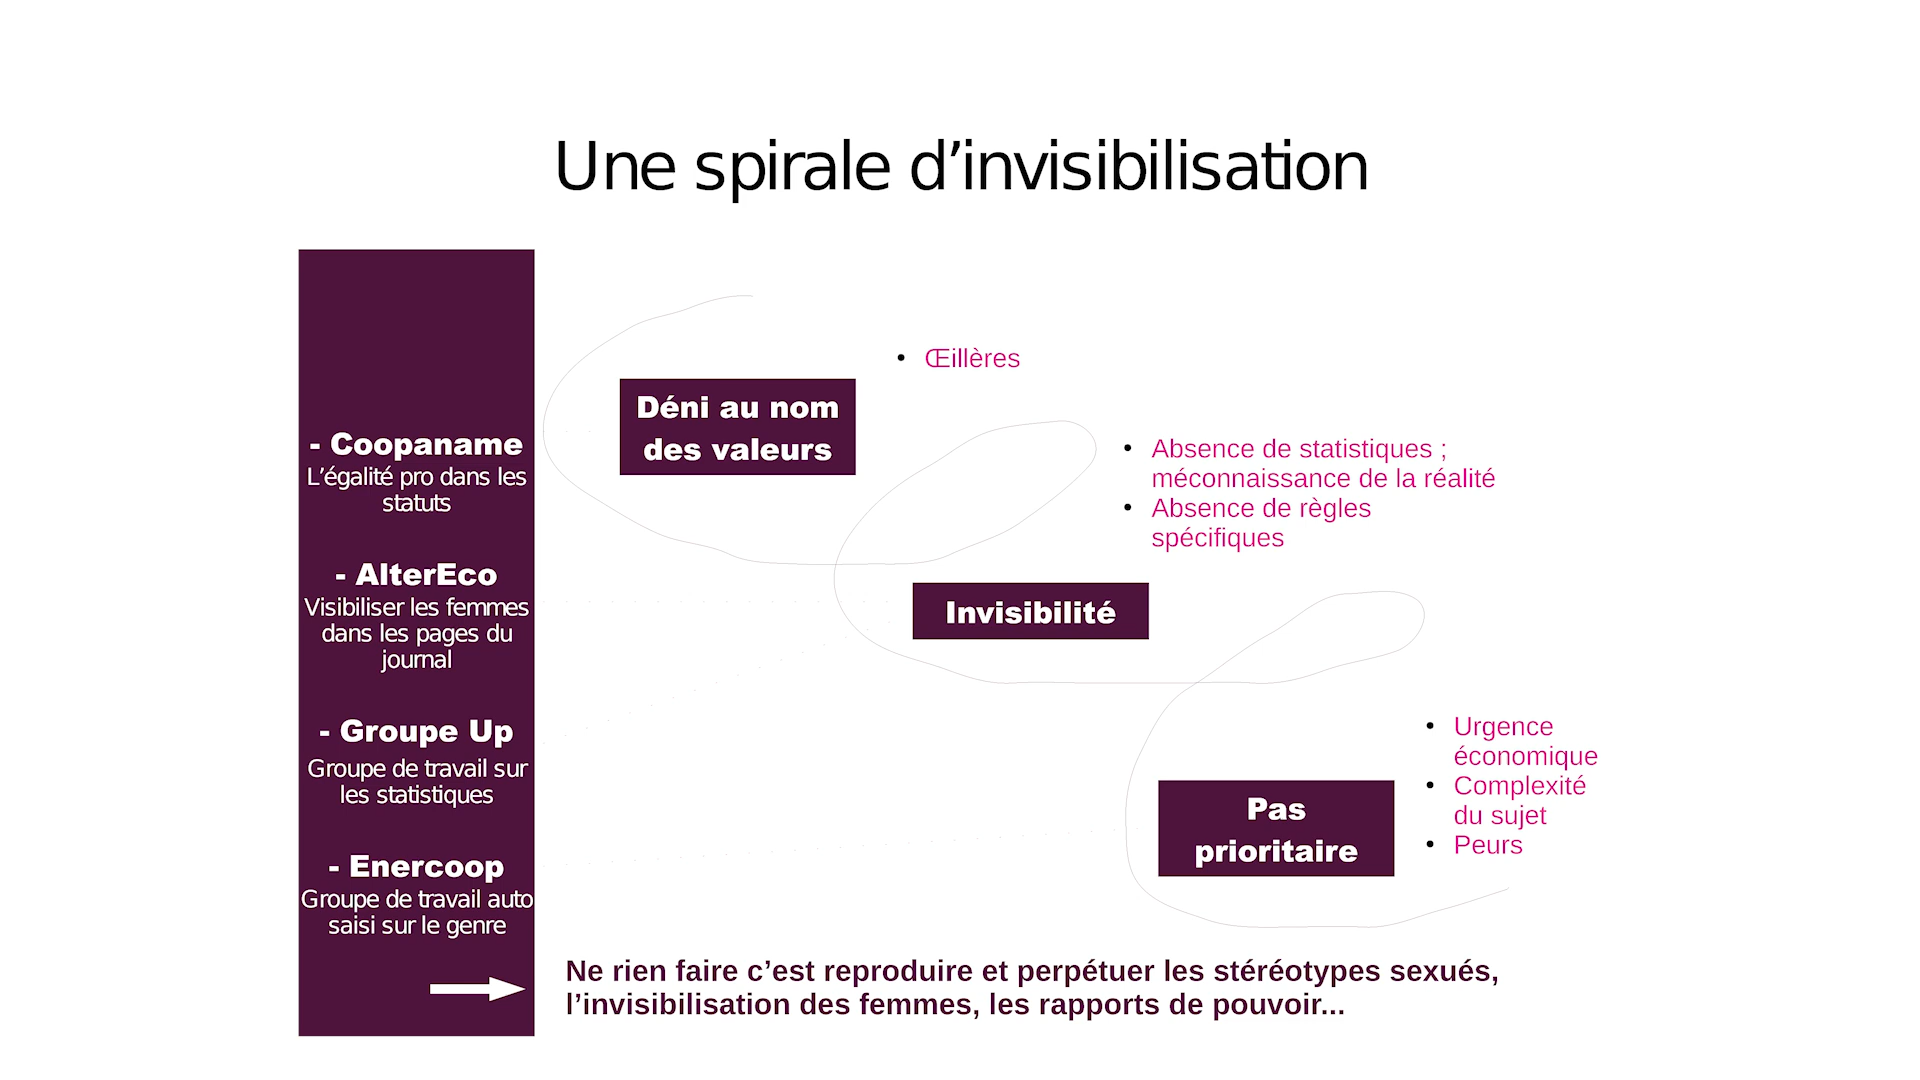 Une spirale d’invisibilisation
- Coopaname
L’égalité pro dans les
statuts
- AlterEco
Visibiliser les femmes
dans les pages du
journal
- Groupe Up
Groupe de travail sur
les statistiques
- Enercoop
Groupe de travail auto
saisi sur le genre
• Œillères
Déni au nom
des valeurs
• Absence de statistiques ;
méconnaissance de la réalité
• Absence de règles
spécifiques
Invisibilité
• Urgence
économique
• Complexité
du sujet
• Peurs
Pas
prioritaire
Ne rien faire c’est reproduire et perpétuer les stéréotypes sexués,
l’invisibilisation des femmes, les rapports de pouvoir...